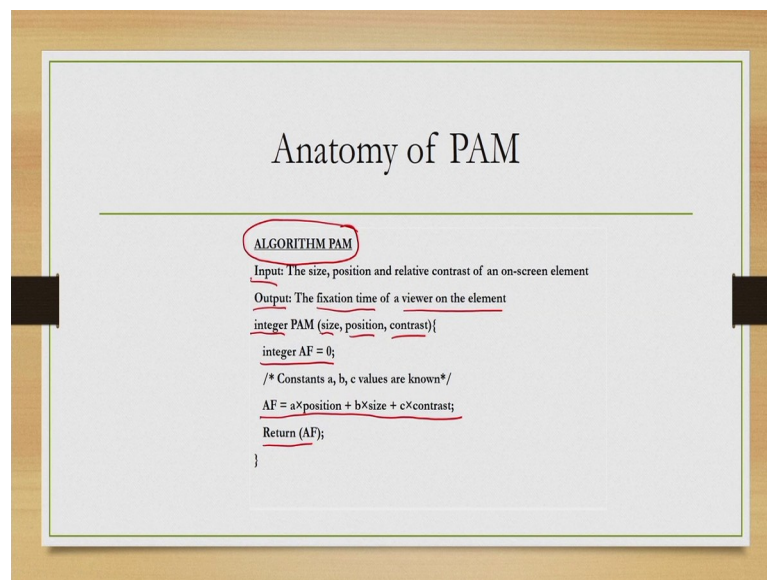 Anatomy of PAM
ALGORITHM PAM
Input: The size, position and relative contrast of an on-screen element
Output: The fixation time of a viewer on the element
integer PAM (size, position, contrast){
integer AF = 0;
/* Constants a, b, c values are known*/
AF = a×position + b×size + c×contrast;
Return (AF);
}